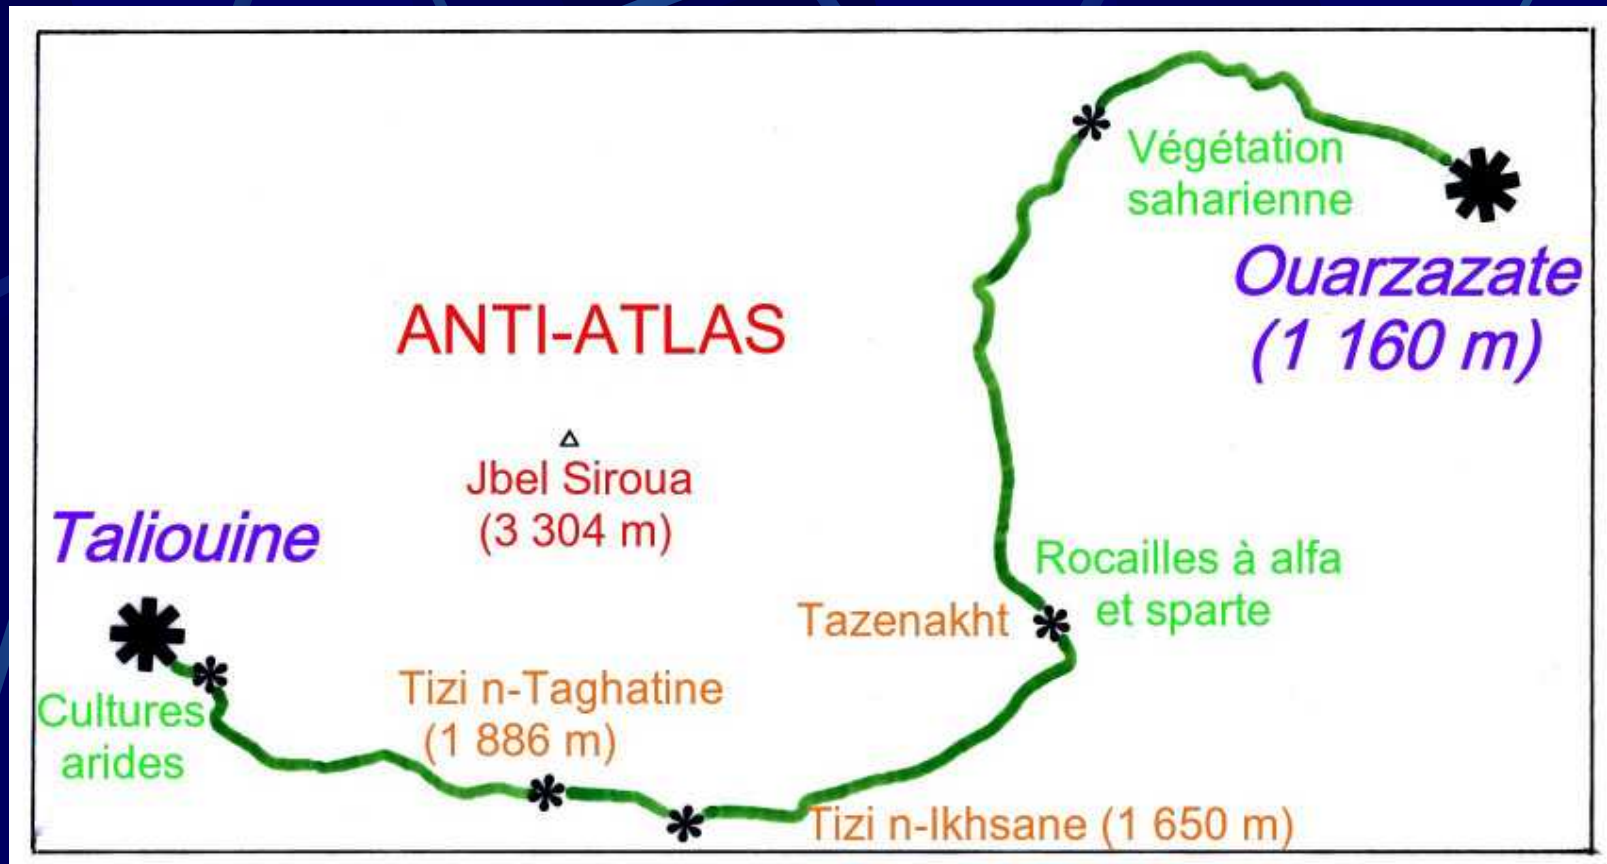 Végétation
saharienne
Ouarzazate
(1 160 m)
ANTI-ATLAS
Jbel Siroua
(3 304 m)
Taliouine
Rocailles à alfa
et sparte
Tazenakht
Tizi n-Taghatine
(1 886 m)
Cultures
arides
Tizi n-Ikhsane (1 650 m)